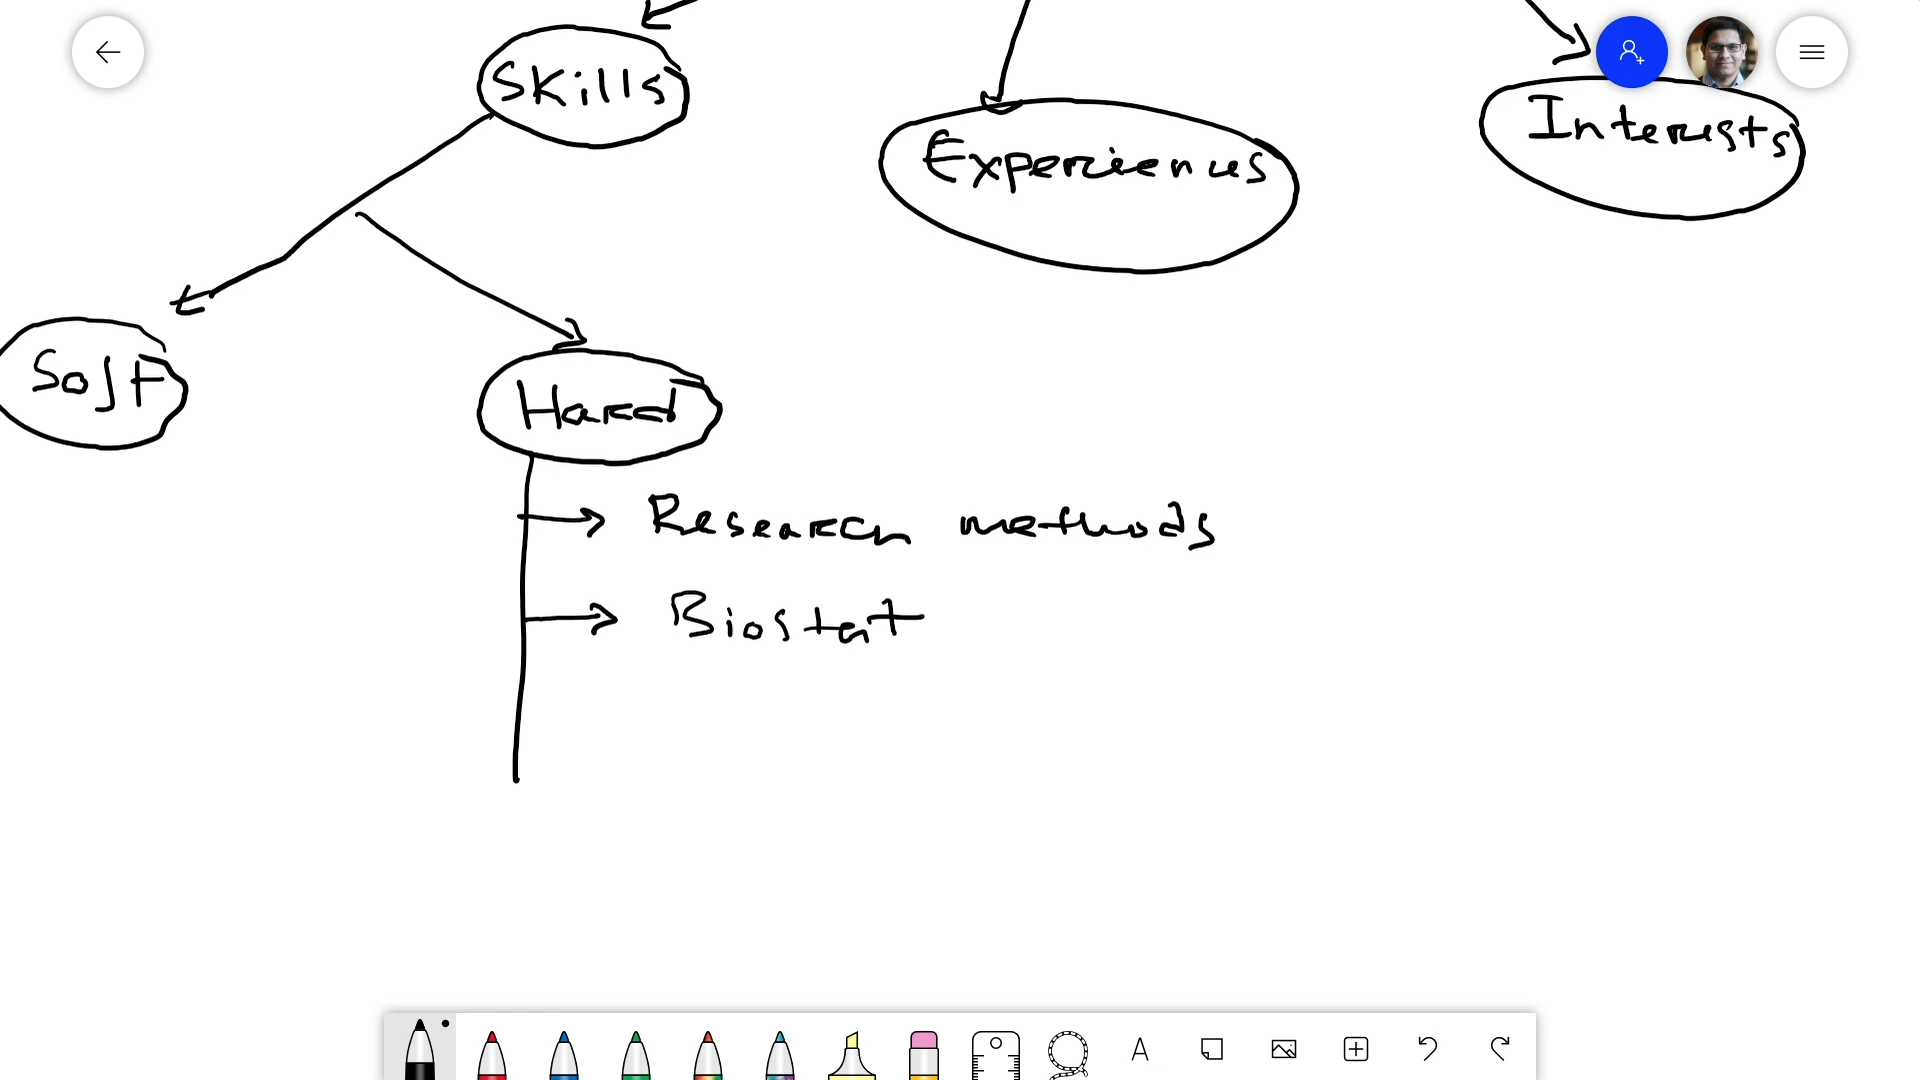 Skills
Experiences
Interests
Soft
Hard
Research methods
Biostat
A